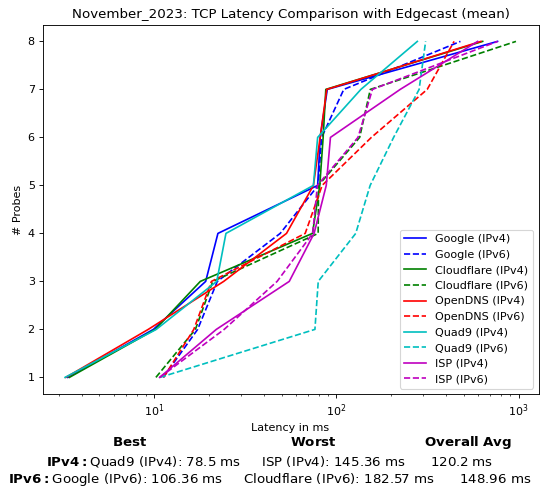 November_2023: TCP Latency Comparison with Edgecast (mean)
8
7
6
5
4
3
2
1
# Probes
Google (IPv4)
Google (IPv6)
Cloudflare (IPv4)
Cloudflare (IPv6)
OpenDNS (IPv4)
OpenDNS (IPv6)
Quad9 (IPv4)
Quad9 (IPv6)
ISP (IPv4)
ISP (IPv6)
10¹ 10² 10³
Latency in ms
Best Worst Overall Avg
IPv4: Quad9 (IPv4): 78.5 ms ISP (IPv4): 145.36 ms 120.2 ms
IPv6: Google (IPv6): 106.36 ms Cloudflare (IPv6): 182.57 ms 148.96 ms